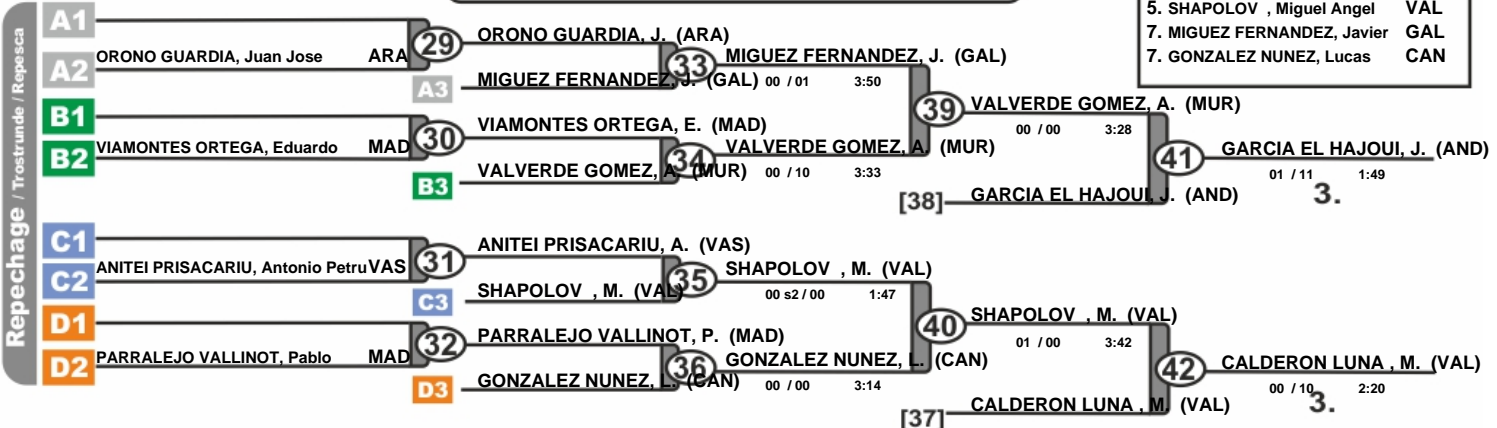 Repechage / Trostrunde / Repesca
5. SHAPOLOV , Miguel Angel VAL
7. MIGUEZ FERNANDEZ, Javier GAL
7. GONZALEZ NUNEZ, Lucas CAN
A1
A2
ORONO GUARDIA, Juan Jose ARA
29
ORONO GUARDIA, J. (ARA)
A3
MIGUEZ FERNANDEZ, J. (GAL)
33
MIGUEZ FERNANDEZ, J. (GAL)
00 / 01 3:50
B1
B2
VIAMONTES ORTEGA, Eduardo MAD
30
VIAMONTES ORTEGA, E. (MAD)
B3
VALVERDE GOMEZ, A. (MUR)
34
VALVERDE GOMEZ, A. (MUR)
00 / 10 3:33
39
VALVERDE GOMEZ, A. (MUR)
00 / 00 3:28
[38]
GARCIA EL HAJOUI, J. (AND)
41
GARCIA EL HAJOUI, J. (AND)
01 / 11 1:49
3.
C1
C2
ANITEI PRISACARIU, Antonio Petru VAS
31
ANITEI PRISACARIU, A. (VAS)
C3
SHAPOLOV , M. (VAL)
35
SHAPOLOV , M. (VAL)
00 s2 / 00 1:47
D1
D2
PARRALEJO VALLINOT, Pablo MAD
32
PARRALEJO VALLINOT, P. (MAD)
D3
GONZALEZ NUNEZ, L. (CAN)
36
GONZALEZ NUNEZ, L. (CAN)
00 / 00 3:14
40
SHAPOLOV , M. (VAL)
01 / 00 3:42
[37]
CALDERON LUNA , M. (VAL)
42
CALDERON LUNA , M. (VAL)
00 / 10 2:20
3.